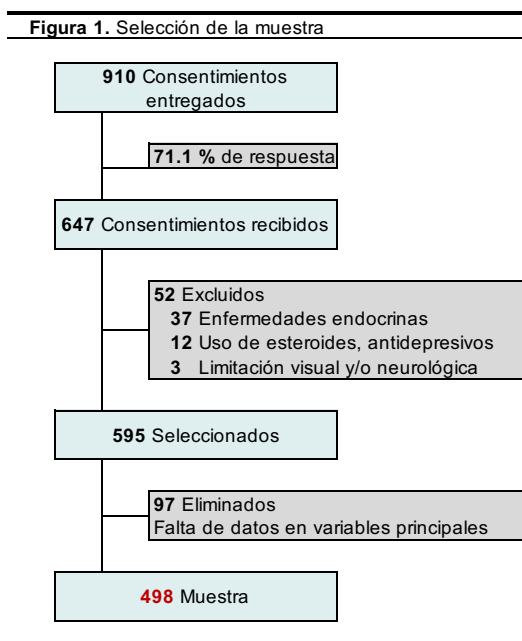 Figura 1. Selección de la muestra
910 Consentimientos
entregados
71.1 % de respuesta
647 Consentimientos recibidos
52 Excluidos
37 Enfermedades endocrinas
12 Uso de esteroides, antidepresivos
3 Limitación visual y/o neurológica
595 Seleccionados
97 Eliminados
Falta de datos en variables principales
498 Muestra